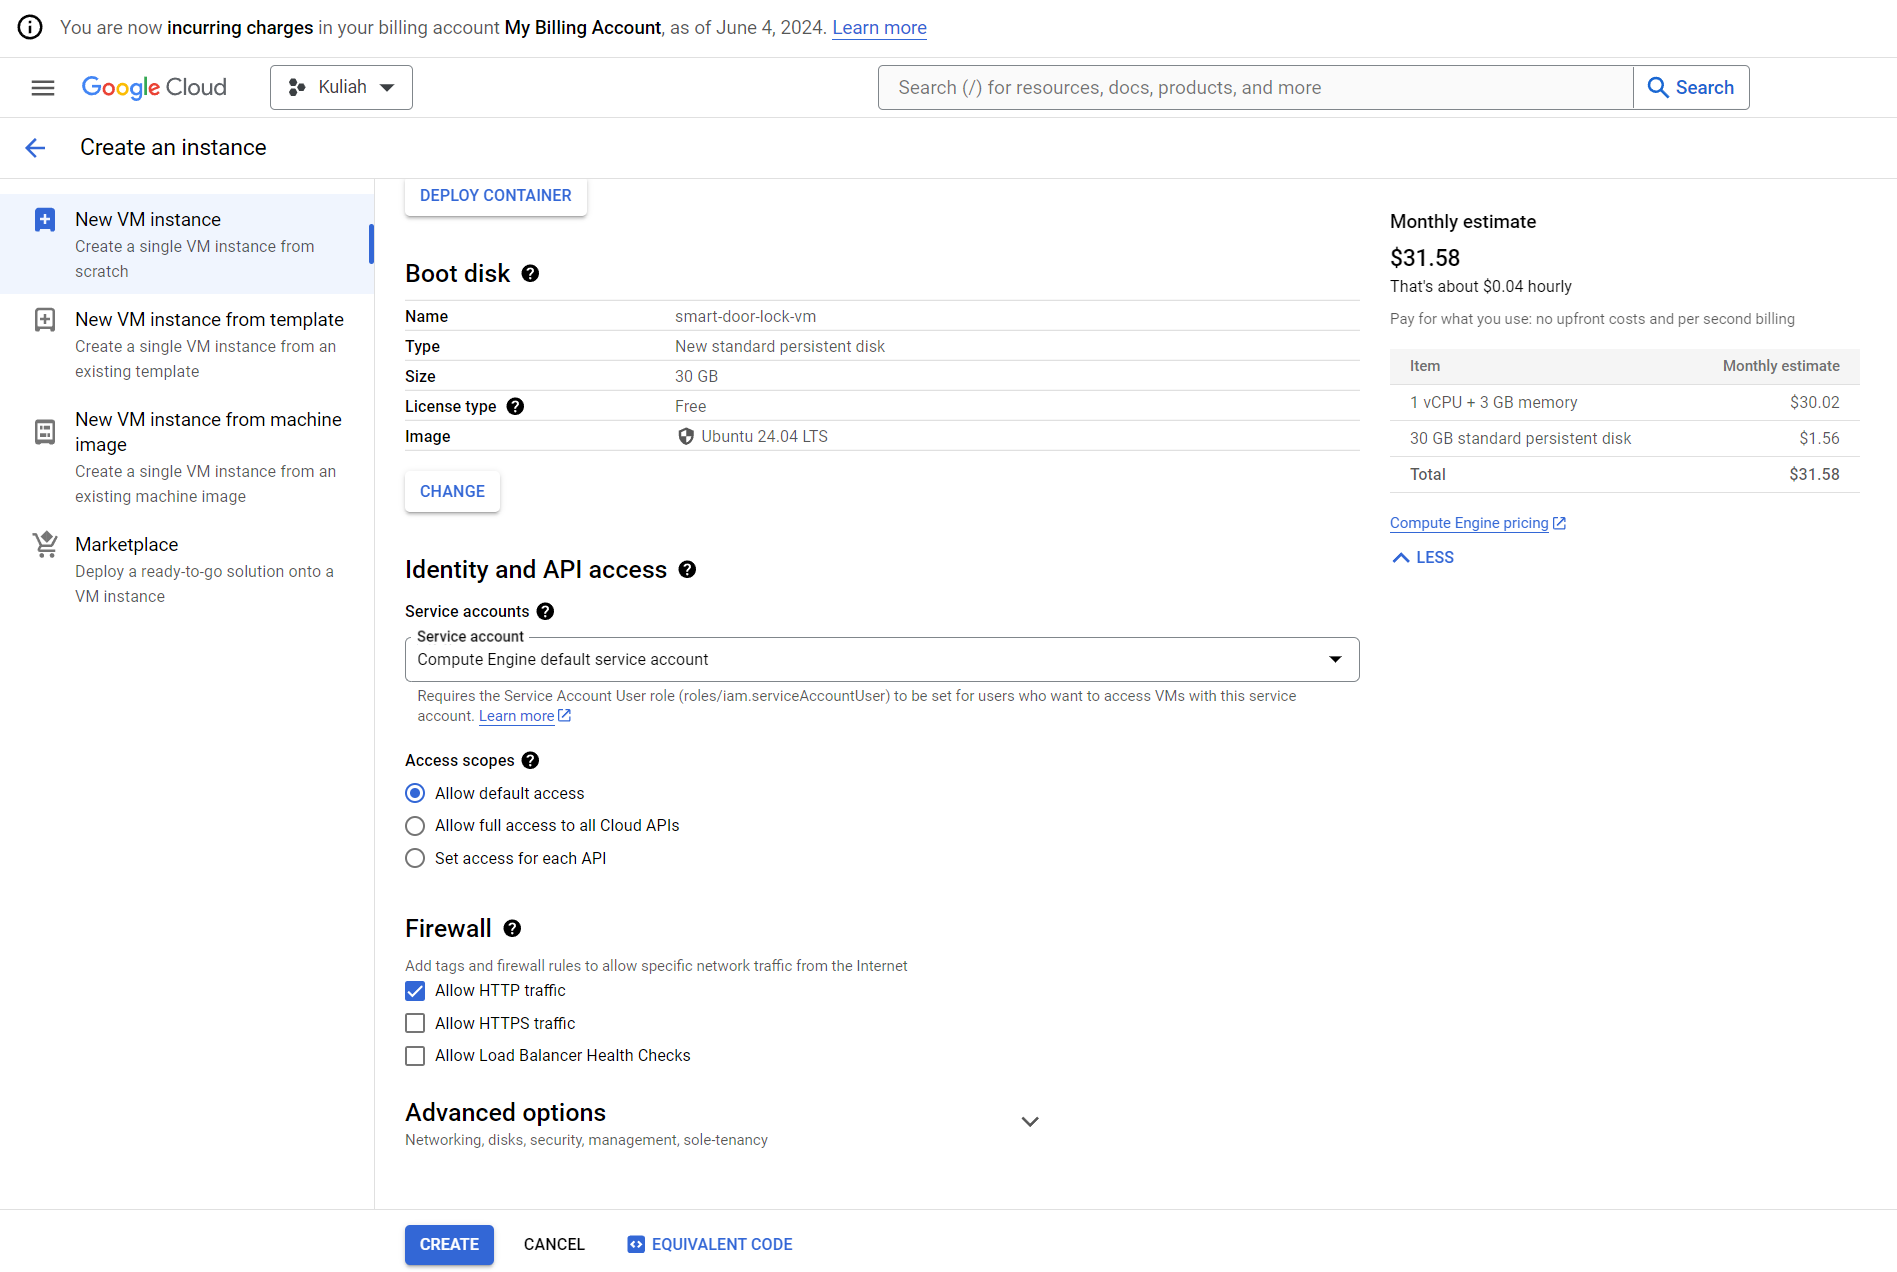 You are now incurring charges in your billing account My Billing Account, as of June 4, 2024. Learn more
Google Cloud
Kuliah
Search (/) for resources, docs, products, and more
Search
Create an instance
New VM instance
Create a single VM instance from
scratch
New VM instance from template
Create a single VM instance from an
existing template
New VM instance from machine
image
Create a single VM instance from an
existing machine image
Marketplace
Deploy a ready-to-go solution onto a
VM instance
DEPLOY CONTAINER
Boot disk
Name smart-door-lock-vm
Type New standard persistent disk
Size 30 GB
License type Free
Image Ubuntu 24.04 LTS
CHANGE
Identity and API access
Service accounts
Service account
Compute Engine default service account
Requires the Service Account User role (roles/iam.serviceAccountUser) to be set for users who want to access VMs with this service
account. Learn more
Access scopes
Allow default access
Allow full access to all Cloud APIs
Set access for each API
Firewall
Add tags and firewall rules to allow specific network traffic from the Internet
Allow HTTP traffic
Allow HTTPS traffic
Allow Load Balancer Health Checks
Advanced options
Networking, disks, security, management, sole-tenancy
Monthly estimate
$31.58
That's about $0.04 hourly
Pay for what you use: no upfront costs and per second billing
Item Monthly estimate
1 vCPU + 3 GB memory $30.02
30 GB standard persistent disk $1.56
Total $31.58
Compute Engine pricing
LESS
CREATE
CANCEL
EQUIVALENT CODE